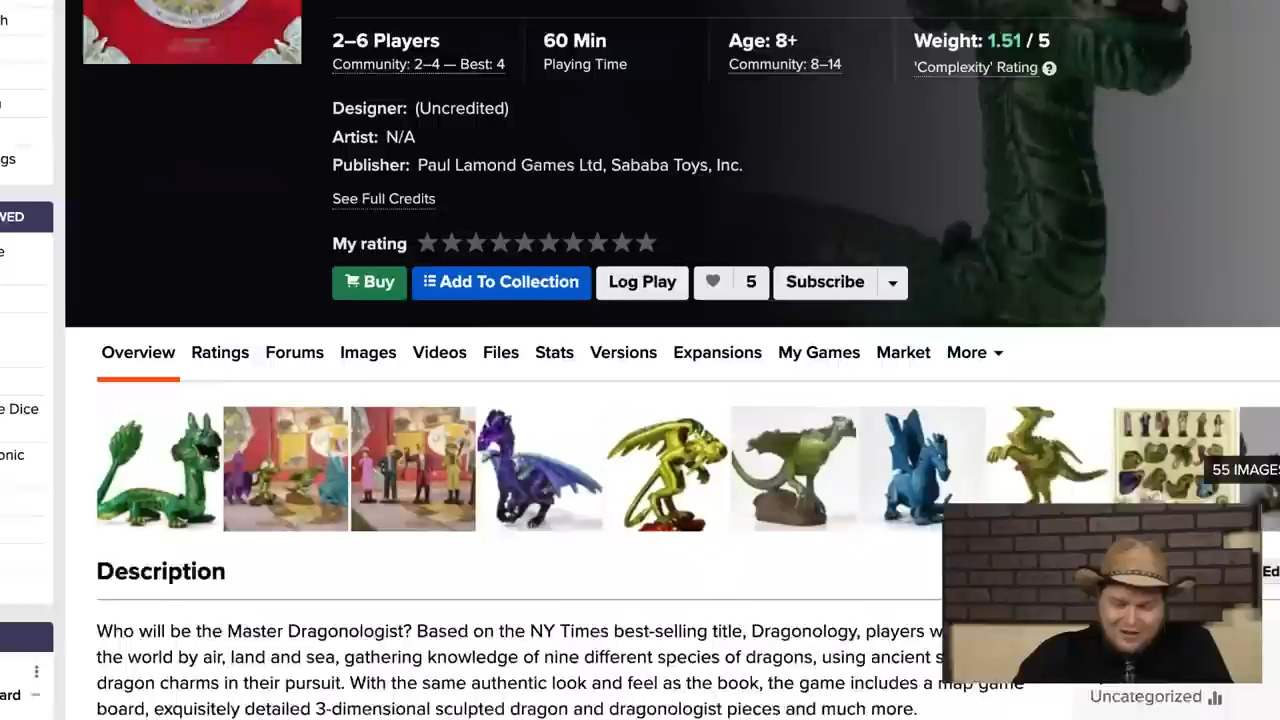 h
gs
WED
e
e Dice
onic
ard
2–6 Players
Community: 2–4 — Best: 4
60 Min
Playing Time
Age: 8+
Community: 8–14
Weight: 1.51 / 5
'Complexity' Rating ?
Designer: (Uncredited)
Artist: N/A
Publisher: Paul Lamond Games Ltd, Sababa Toys, Inc.
See Full Credits
My rating
Buy
Add To Collection
Log Play
5
Subscribe
Overview Ratings Forums Images Videos Files Stats Versions Expansions My Games Market More
55 IMAGES
Description
Ed
Who will be the Master Dragonologist? Based on the NY Times best-selling title, Dragonology, players w
the world by air, land and sea, gathering knowledge of nine different species of dragons, using ancient s
dragon charms in their pursuit. With the same authentic look and feel as the book, the game includes a map game
board, exquisitely detailed 3-dimensional sculpted dragon and dragonologist pieces and much more.
Uncategorized